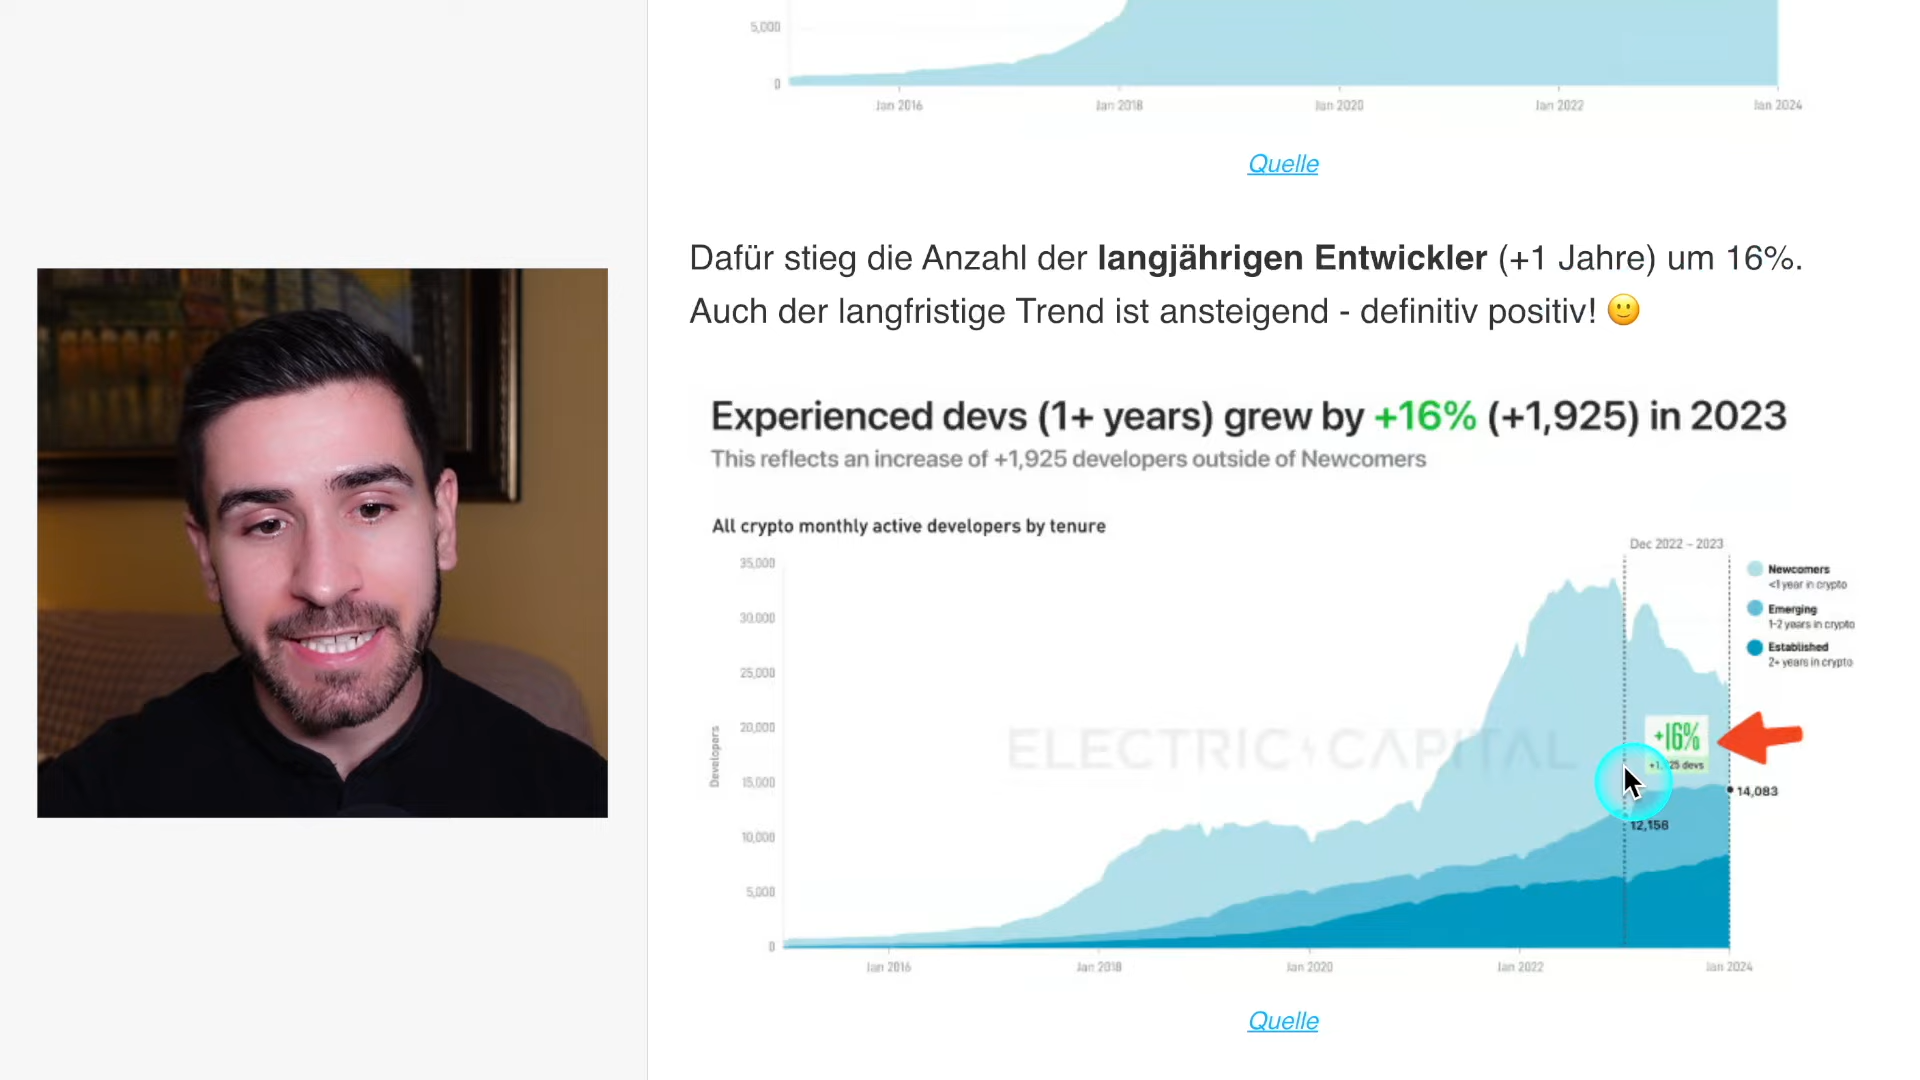 5,000
0
Jan 2016
Jan 2018
Jan 2020
Jan 2022
Jan 2024
Quelle
Dafür stieg die Anzahl der langjährigen Entwickler (+1 Jahre) um 16%.
Auch der langfristige Trend ist ansteigend - definitiv positiv! 🙂
Experienced devs (1+ years) grew by +16% (+1,925) in 2023
This reflects an increase of +1,925 developers outside of Newcomers
All crypto monthly active developers by tenure
Dec 2022 – 2023
35,000
30,000
25,000
20,000
15,000
10,000
5,000
0
Developers
Newcomers
<1 year in crypto
Emerging
1-2 years in crypto
Established
2+ years in crypto
ELECTRIC CAPITAL
+16%
devs
14,083
12,156
Jan 2016
Jan 2018
Jan 2020
Jan 2022
Jan 2024
Quelle